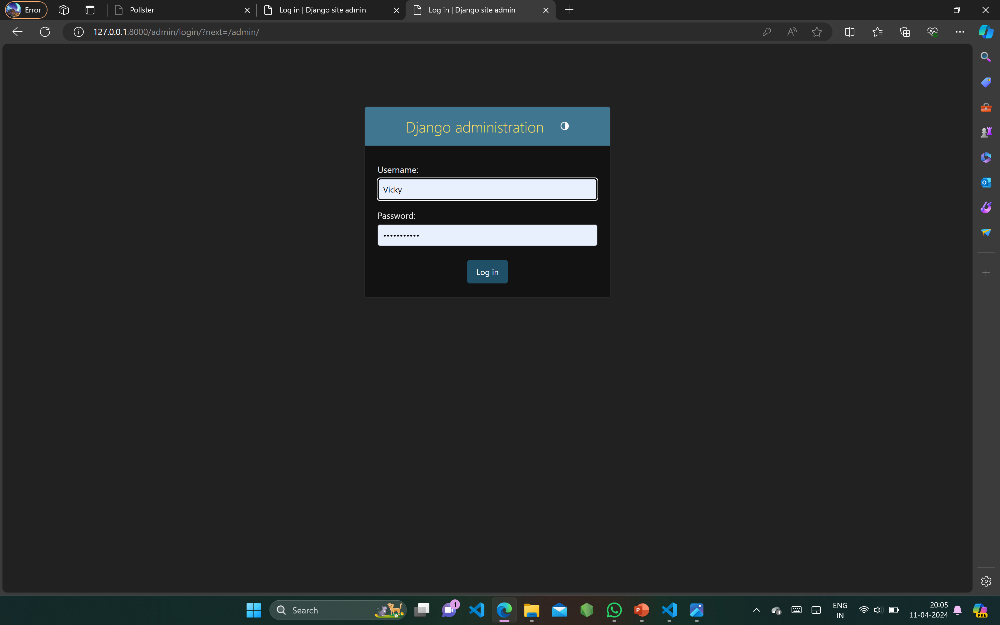 Error
Pollster
Log in | Django site admin
Log in | Django site admin
127.0.0.1:8000/admin/login/?next=/admin/
Django administration
Username:
Vicky
Password:
•••••••••••
Log in
Search
1
P
ENG
IN
20:05
11-04-2024
PRE